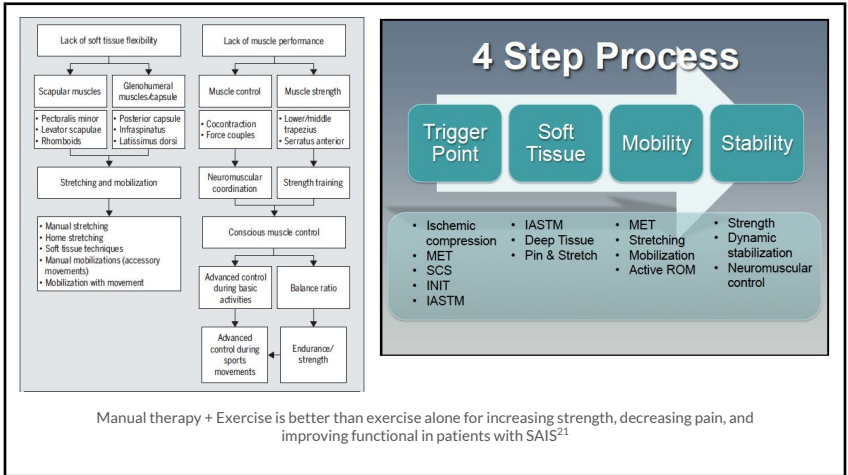 Lack of soft tissue flexibility
Scapular muscles
Glenohumeral
muscles/capsule
• Pectoralis minor
• Levator scapulae
• Rhomboids
• Posterior capsule
• Infraspinatus
• Latissimus dorsi
Stretching and mobilization
• Manual stretching
• Home stretching
• Soft tissue techniques
• Manual mobilizations (accessory
movements)
• Mobilization with movement
Lack of muscle performance
Muscle control
Muscle strength
• Cocontraction
• Force couples
• Lower/middle
trapezius
• Serratus anterior
Neuromuscular
coordination
Strength training
Conscious muscle control
Advanced control
during basic
activities
Balance ratio
Advanced
control during
sports
movements
Endurance/
strength
4 Step Process
Trigger
Point
Soft
Tissue
Mobility
Stability
• Ischemic
compression
• MET
• SCS
• INIT
• IASTM
• IASTM
• Deep Tissue
• Pin & Stretch
• MET
• Stretching
• Mobilization
• Active ROM
• Strength
• Dynamic
stabilization
• Neuromuscular
control
Manual therapy + Exercise is better than exercise alone for increasing strength, decreasing pain, and
improving functional in patients with SAIS21